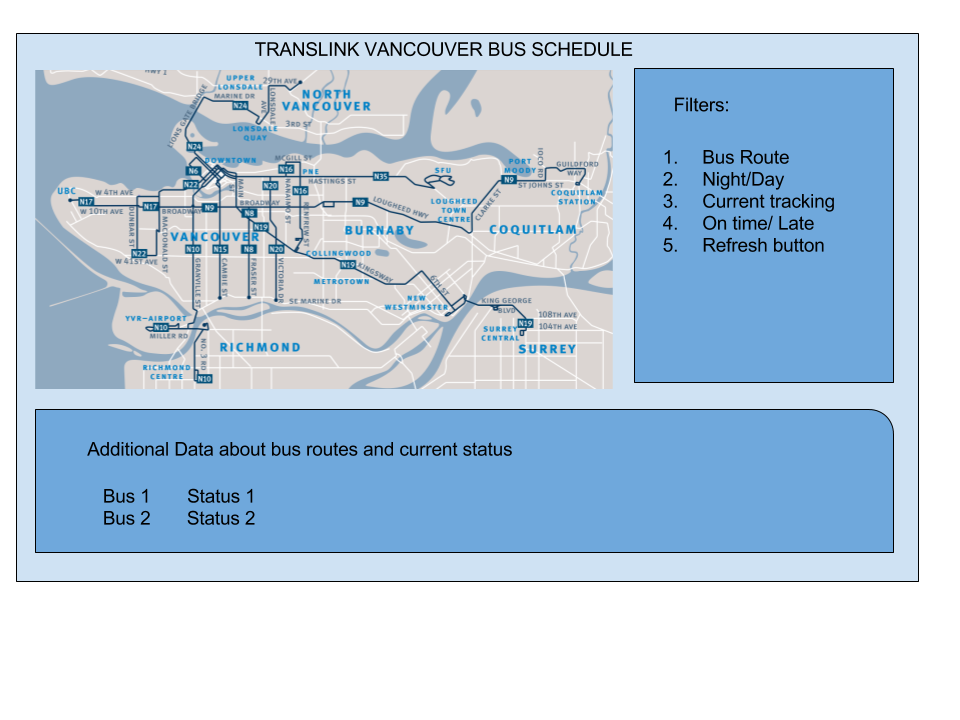 TRANSLINK VANCOUVER BUS SCHEDULE
HWY 1
UPPER
LONSDALE
29TH AVE
MARINE DR
NORTH
VANCOUVER
N24
LONSDALE
AVE
3RD ST
LIONS GATE BRIDGE
LONSDALE
QUAY
N24
DOWNTOWN
MCGILL ST
N6
N16
PNE
HASTINGS ST
N35
SFU
PORT
MOODY
IOCO RD
GUILDFORD
WAY
N9
ST JOHNS ST
COQUITLAM
STATION
UBC
W 4TH AVE
N22
MAIN ST
N20
NANAIMO ST
N16
N17
N17
W 10TH AVE
BROADWAY
N9
BROADWAY
N8
N9
LOUGHEED HWY
LOUGHEED
TOWN
CENTRE
CLARKE ST
DUNBAR ST
MACDONALD ST
N19
RENFREW ST
VANCOUVER
BURNABY
COQUITLAM
N22
N10
N15
N8
N20
COLLINGWOOD
W 41ST AVE
GRANVILLE ST
CAMBIE ST
FRASER ST
VICTORIA DR
N19
KINGSWAY
METROTOWN
6TH ST
SE MARINE DR
NEW
WESTMINSTER
KING GEORGE
BLVD
108TH AVE
YVR-AIRPORT
N10
MILLER RD
N19
104TH AVE
SURREY
CENTRAL
NO. 3 RD
RICHMOND
SURREY
RICHMOND
CENTRE
N10
Filters:
1. Bus Route
2. Night/Day
3. Current tracking
4. On time/ Late
5. Refresh button
Additional Data about bus routes and current status
Bus 1 Status 1
Bus 2 Status 2